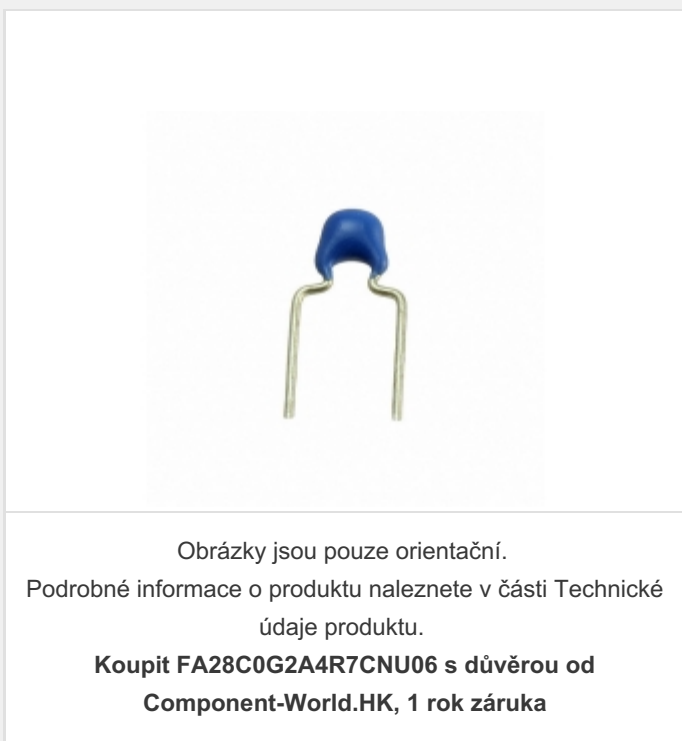 Obrázky jsou pouze orientační.
Podrobné informace o produktu naleznete v části Technické
údaje produktu.
Koupit FA28C0G2A4R7CNU06 s důvěrou od
Component-World.HK, 1 rok záruka